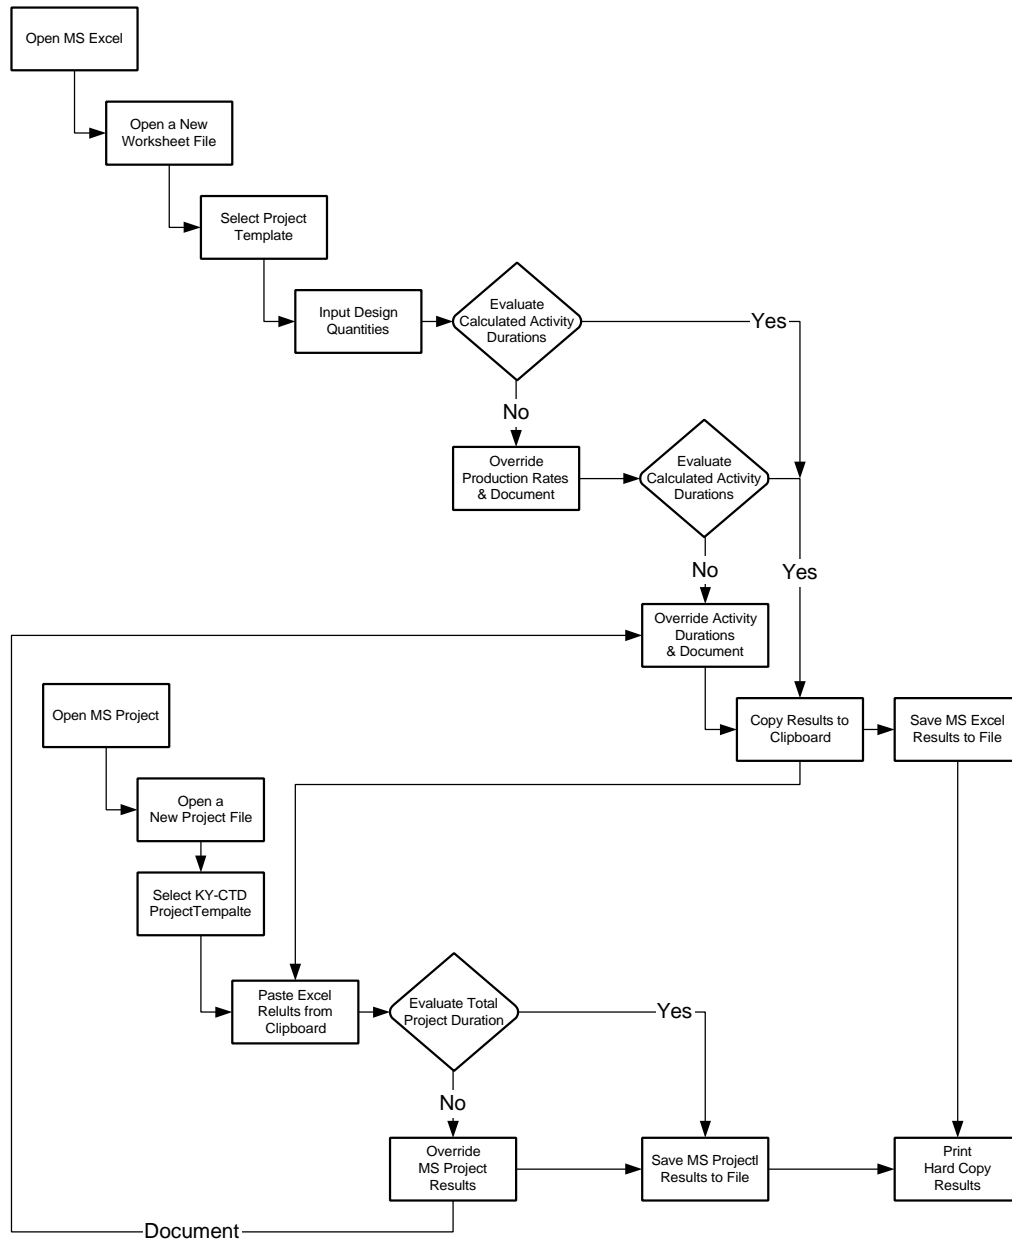 Open MS Excel
Open a New
Worksheet File
Select Project
Template
Input Design
Quantities
Evaluate
Calculated Activity
Durations
Yes
No
Override
Production Rates
& Document
Evaluate
Calculated Activity
Durations
No
Yes
Override Activity
Durations
& Document
Open MS Project
Copy Results to
Clipboard
Save MS Excel
Results to File
Open a
New Project File
Select KY-CTD
ProjectTempalte
Paste Excel
Relults from
Clipboard
Evaluate Total
Project Duration
Yes
No
Override
MS Project
Results
Save MS Projectl
Results to File
Print
Hard Copy
Results
Document